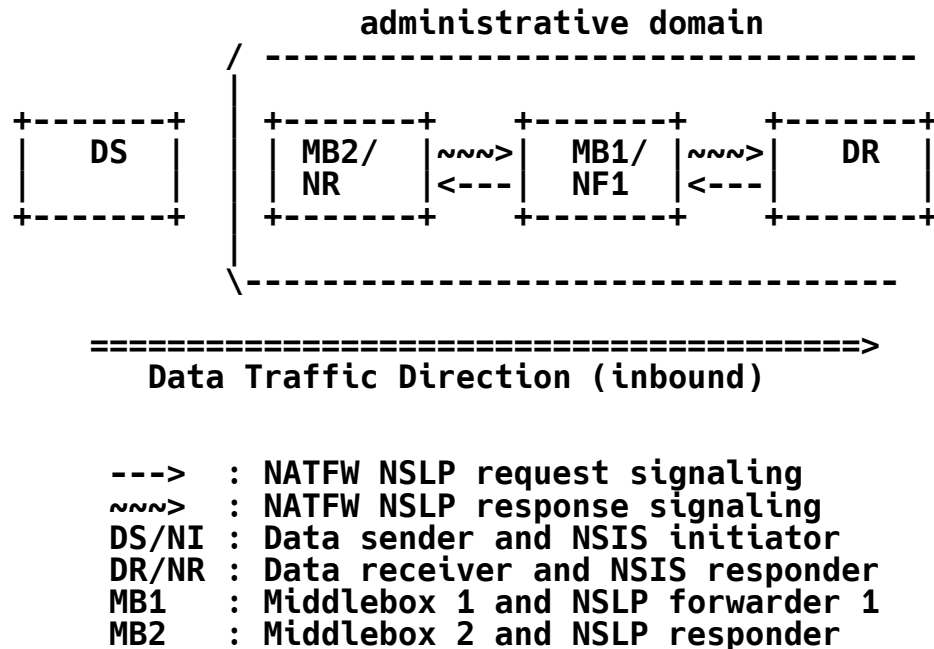 administrative domain
/ ----------------------------------
|
+-------+ | +-------+ +-------+ +-------+
| DS | | | MB2/ |~~~>| MB1/ |~~~>| DR |
| | | | NR |<---| NF1 |<---| |
+-------+ | +-------+ +-------+ +-------+
|
\----------------------------------
========================================>
Data Traffic Direction (inbound)
---> : NATFW NSLP request signaling
~~~> : NATFW NSLP response signaling
DS/NI : Data sender and NSIS initiator
DR/NR : Data receiver and NSIS responder
MB1 : Middlebox 1 and NSLP forwarder 1
MB2 : Middlebox 2 and NSLP responder